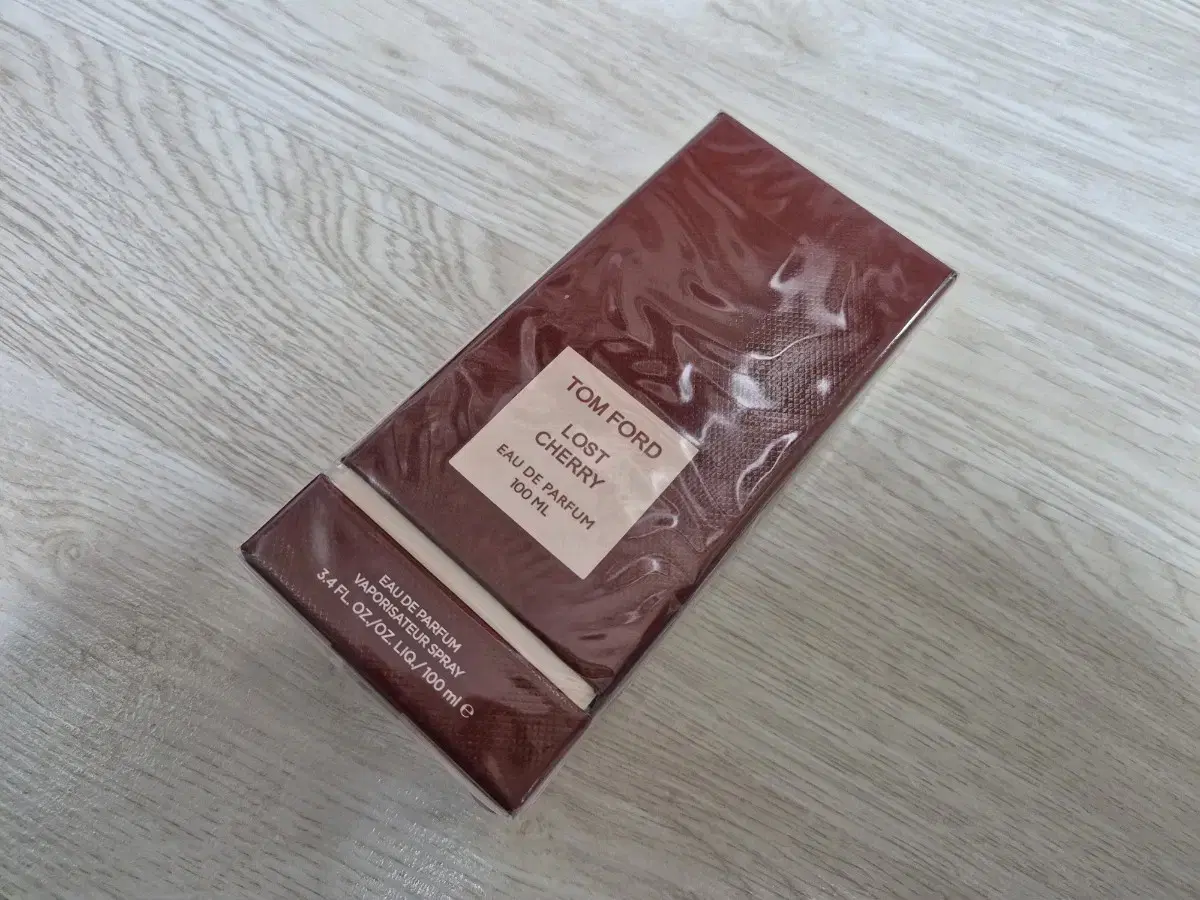 TOM FORD
LOST
CHERRY
EAU DE PARFUM
100 ML
EAU DE PARFUM
VAPORISATEUR SPRAY
3.4 FL. OZ./OZ. LIQ./100 ml ℮